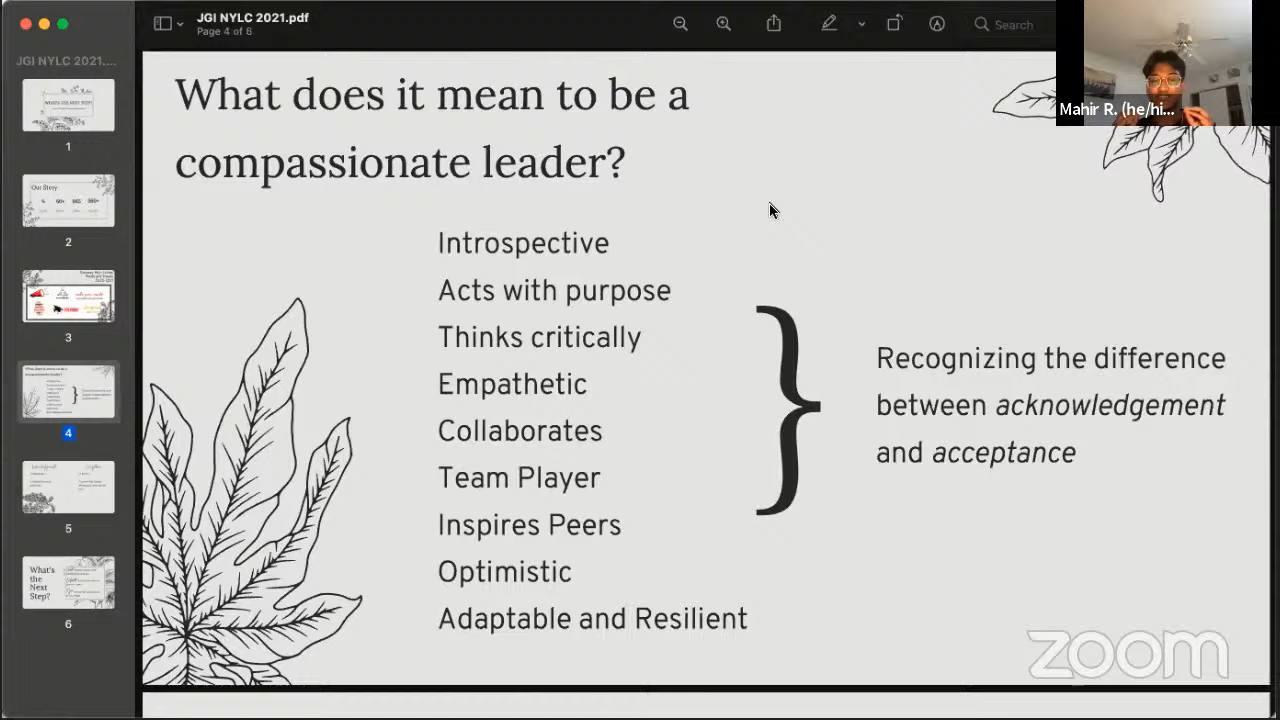 JGI NYLC 2021.pdf
Page 4 of 6
Search
JGI NYLC 2021....
1
Our Story
2
3
4
5
What's
the
Next
Step?
6
What does it mean to be a
compassionate leader?
Introspective
Acts with purpose
Thinks critically
Empathetic
Collaborates
Team Player
Inspires Peers
Optimistic
Adaptable and Resilient
}
Recognizing the difference
between acknowledgement
and acceptance
Mahir R. (he/hi...
zoom